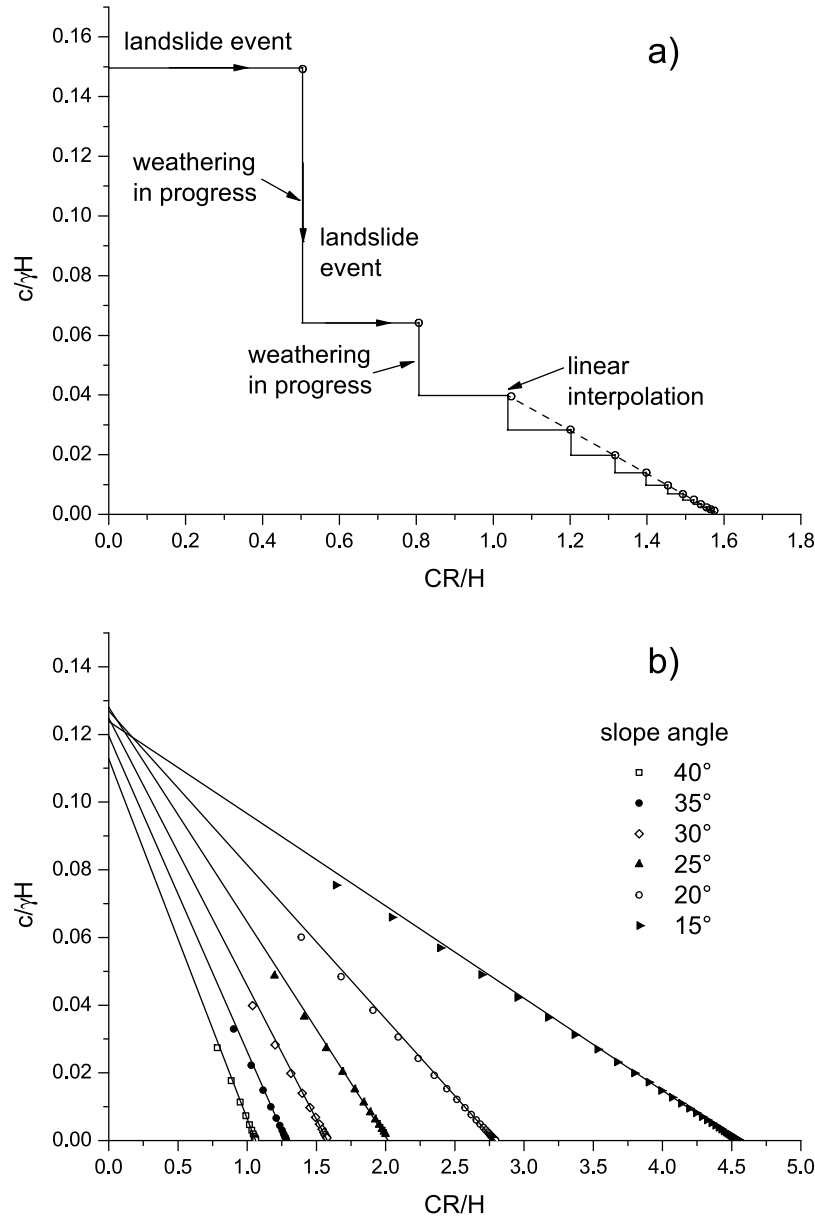 a)
0.16
0.14
0.12
0.10
0.08
0.06
0.04
0.02
0.00
c/γH
landslide event
weathering
in progress
landslide
event
weathering
in progress
linear
interpolation
0.0 0.2 0.4 0.6 0.8 1.0 1.2 1.4 1.6 1.8
CR/H
b)
0.14
0.12
0.10
0.08
0.06
0.04
0.02
0.00
c/γH
slope angle
40°
35°
30°
25°
20°
15°
0.0 0.5 1.0 1.5 2.0 2.5 3.0 3.5 4.0 4.5 5.0
CR/H